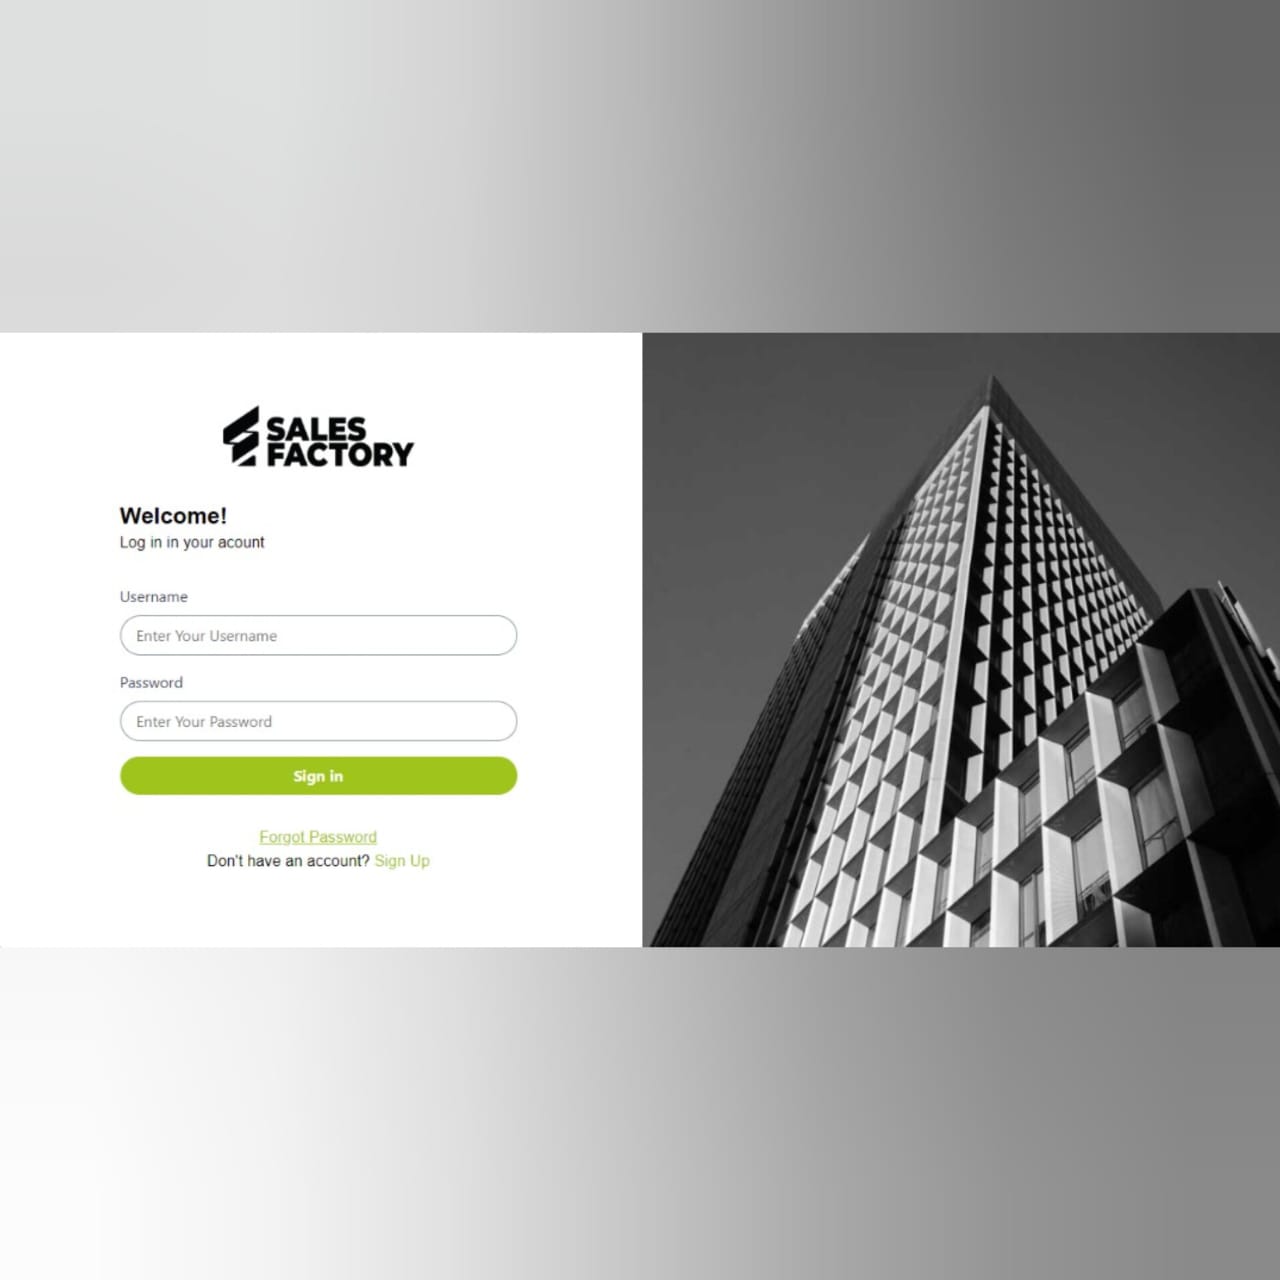 SALES
FACTORY
Welcome!
Log in in your acount
Username
Enter Your Username
Password
Enter Your Password
Sign in
Forgot Password
Don't have an account? Sign Up